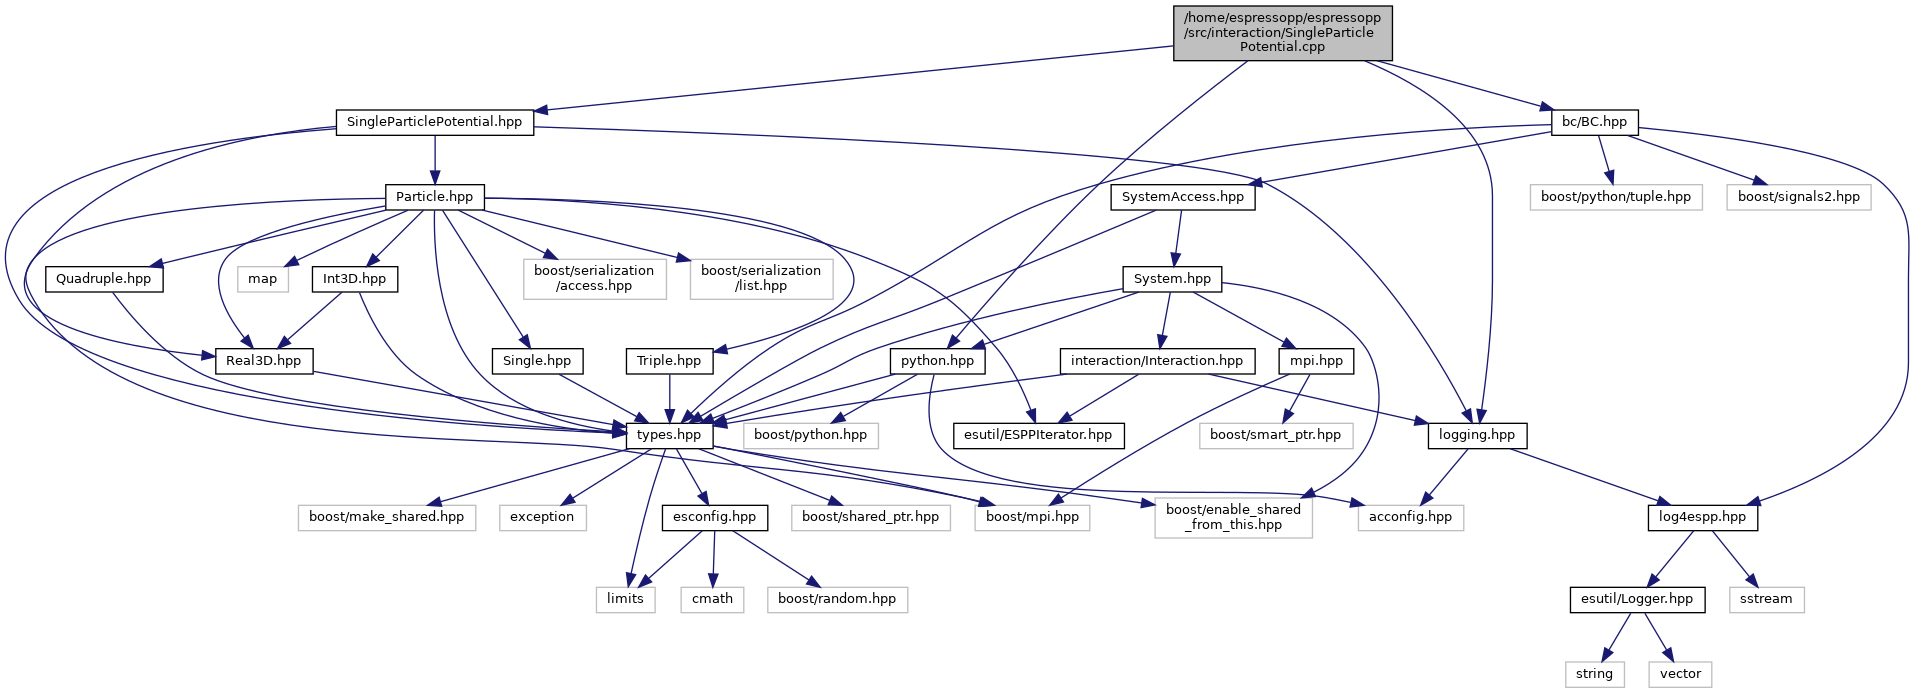 /home/espressopp/espressopp
/src/interaction/SingleParticle
Potential.cpp
SingleParticlePotential.hpp
bc/BC.hpp
Particle.hpp
SystemAccess.hpp
boost/python/tuple.hpp
boost/signals2.hpp
Quadruple.hpp
map
Int3D.hpp
boost/serialization
/access.hpp
boost/serialization
/list.hpp
System.hpp
Real3D.hpp
Single.hpp
Triple.hpp
python.hpp
interaction/Interaction.hpp
mpi.hpp
types.hpp
boost/python.hpp
esutil/ESPPIterator.hpp
boost/smart_ptr.hpp
logging.hpp
boost/make_shared.hpp
exception
esconfig.hpp
boost/shared_ptr.hpp
boost/mpi.hpp
boost/enable_shared
_from_this.hpp
acconfig.hpp
log4espp.hpp
limits
cmath
boost/random.hpp
esutil/Logger.hpp
sstream
string
vector